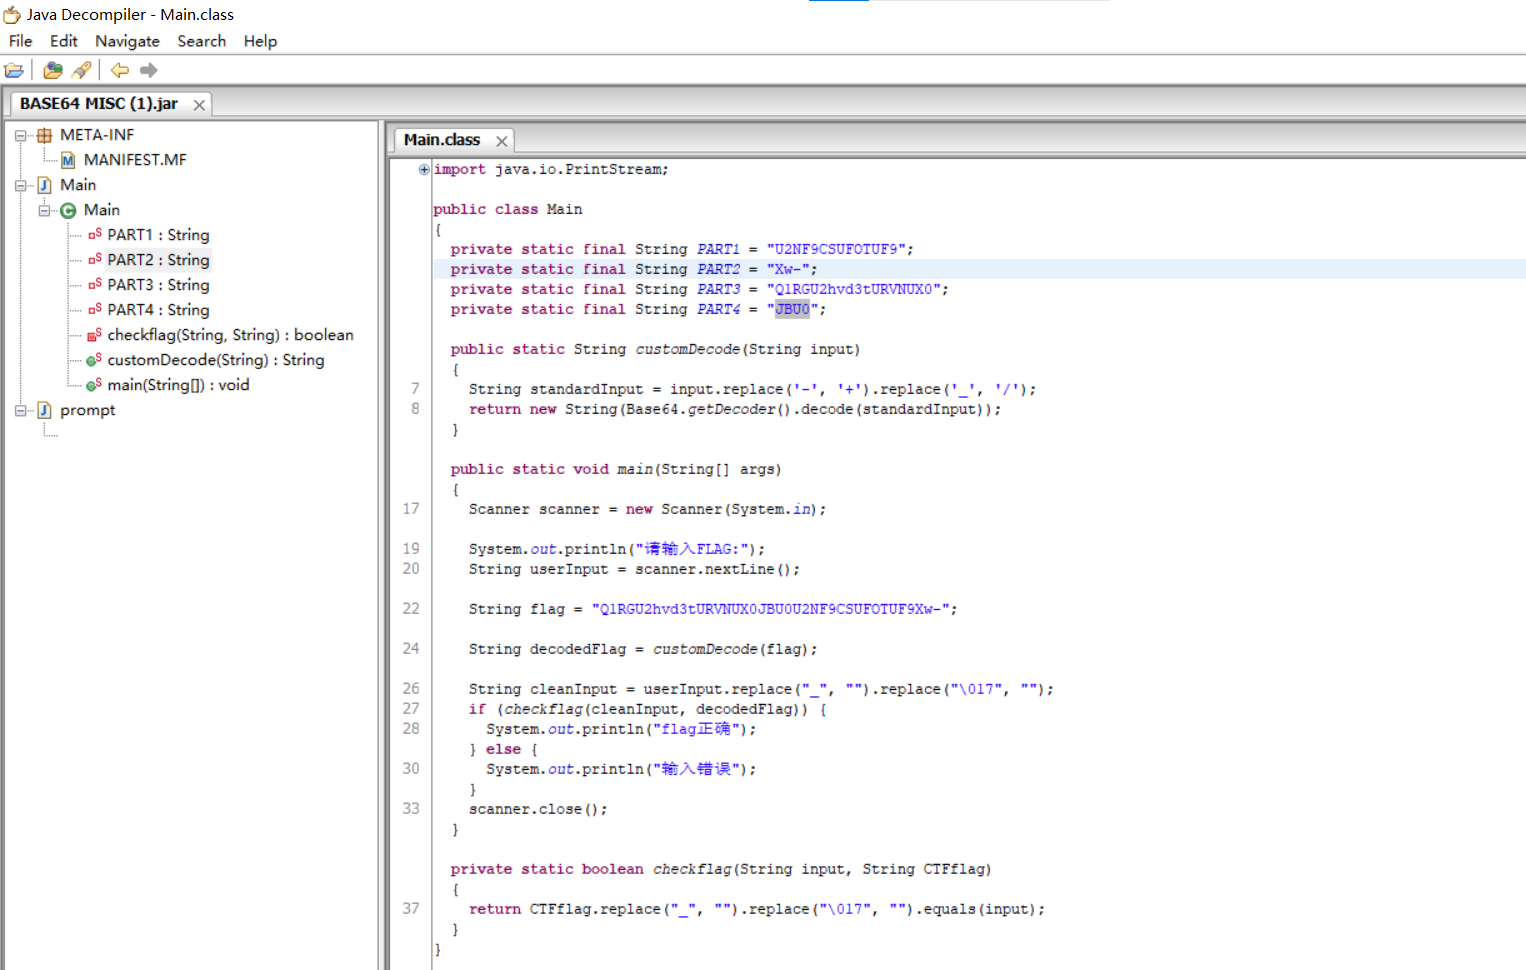 Java Decompiler - Main.class
File Edit Navigate Search Help
BASE64 MISC (1).jar
META-INF
MANIFEST.MF
Main
Main
PART1 : String
PART2 : String
PART3 : String
PART4 : String
checkflag(String, String) : boolean
customDecode(String) : String
main(String[]) : void
prompt
Main.class
import java.io.PrintStream;
public class Main
{
private static final String PART1 = "U2NF9CSUFOTUF9";
private static final String PART2 = "Xw-";
private static final String PART3 = "Q1RGU2hvd3tURVNUX0";
private static final String PART4 = "JBU0";
public static String customDecode(String input)
{
7 String standardInput = input.replace('-', '+').replace('_', '/');
8 return new String(Base64.getDecoder().decode(standardInput));
}
public static void main(String[] args)
{
17 Scanner scanner = new Scanner(System.in);
19 System.out.println("请输入FLAG:");
20 String userInput = scanner.nextLine();
22 String flag = "Q1RGU2hvd3tURVNUX0JBU0U2NF9CSUFOTUF9Xw-";
24 String decodedFlag = customDecode(flag);
26 String cleanInput = userInput.replace("_", "").replace("\017", "");
27 if (checkflag(cleanInput, decodedFlag)) {
28 System.out.println("flag正确");
} else {
30 System.out.println("输入错误");
}
33 scanner.close();
}
private static boolean checkflag(String input, String CTFflag)
{
37 return CTFflag.replace("_", "").replace("\017", "").equals(input);
}
}